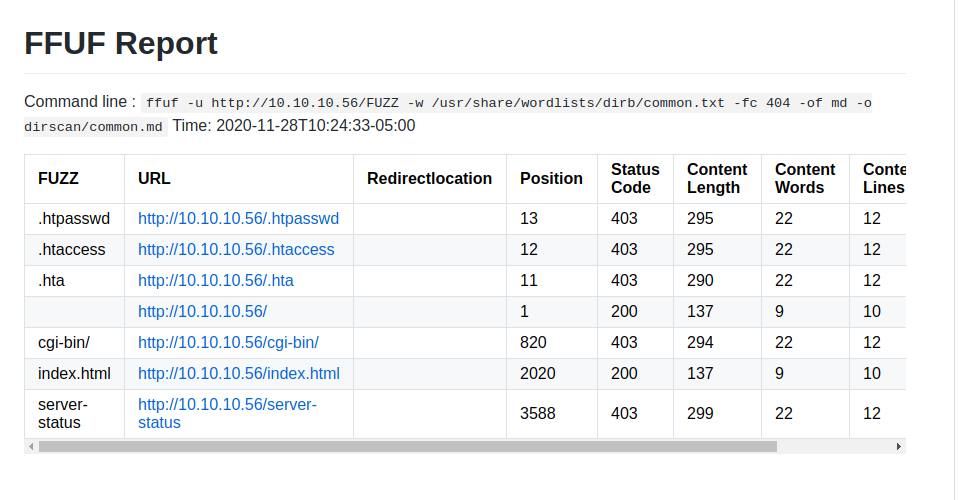 FFUF Report
Command line : ffuf -u http://10.10.10.56/FUZZ -w /usr/share/wordlists/dirb/common.txt -fc 404 -of md -o
dirscan/common.md Time: 2020-11-28T10:24:33-05:00
FUZZ URL Redirectlocation Position Status Code Content Length Content Words Conte Lines
.htpasswd http://10.10.10.56/.htpasswd 13 403 295 22 12
.htaccess http://10.10.10.56/.htaccess 12 403 295 22 12
.hta http://10.10.10.56/.hta 11 403 290 22 12
http://10.10.10.56/ 1 200 137 9 10
cgi-bin/ http://10.10.10.56/cgi-bin/ 820 403 294 22 12
index.html http://10.10.10.56/index.html 2020 200 137 9 10
server-status http://10.10.10.56/server-status 3588 403 299 22 12